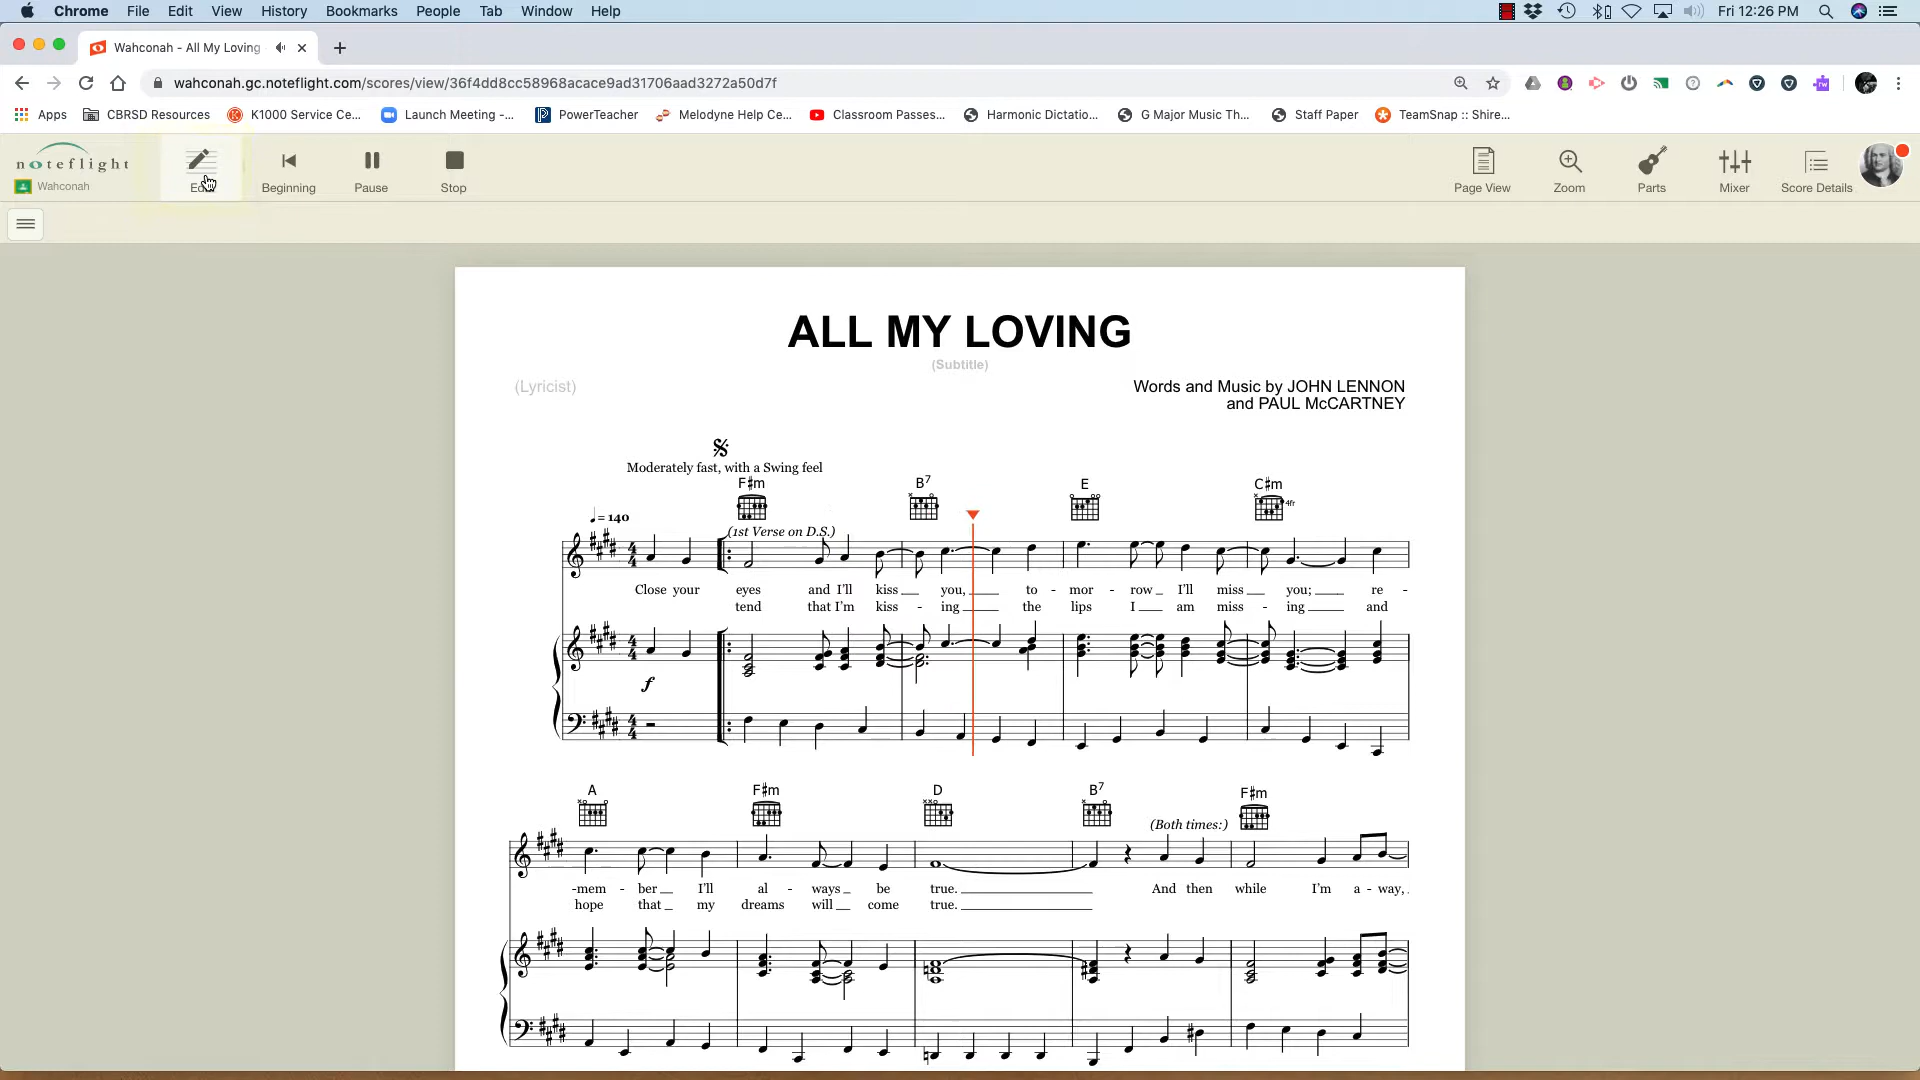 Chrome File Edit View History Bookmarks People Tab Window Help Fri 12:26 PM
Wahconah - All My Loving
wahconah.gc.noteflight.com/scores/view/36f4dd8cc58968acace9ad31706aad3272a50d7f
Apps CBRSD Resources K1000 Service Ce... Launch Meeting -... PowerTeacher Melodyne Help Ce... Classroom Passes... Harmonic Dictatio... G Major Music Th... Staff Paper TeamSnap :: Shire...
noteflight
Wahconah
Beginning Pause Stop Page View Zoom Parts Mixer Score Details
ALL MY LOVING
(Subtitle)
(Lyricist) Words and Music by JOHN LENNON
and PAUL McCARTNEY
Moderately fast, with a Swing feel
F♯m B7 E C♯m
4fr
♩= 140
(1st Verse on D.S.)
Close your eyes and I'll kiss you, to - mor - row I'll miss you; re -
tend that I'm kiss - ing the lips I am miss - ing and
f
A F♯m D B7 F♯m
(Both times:)
-mem - ber I'll al - ways be true. And then while I'm a - way,
hope that my dreams will come true.